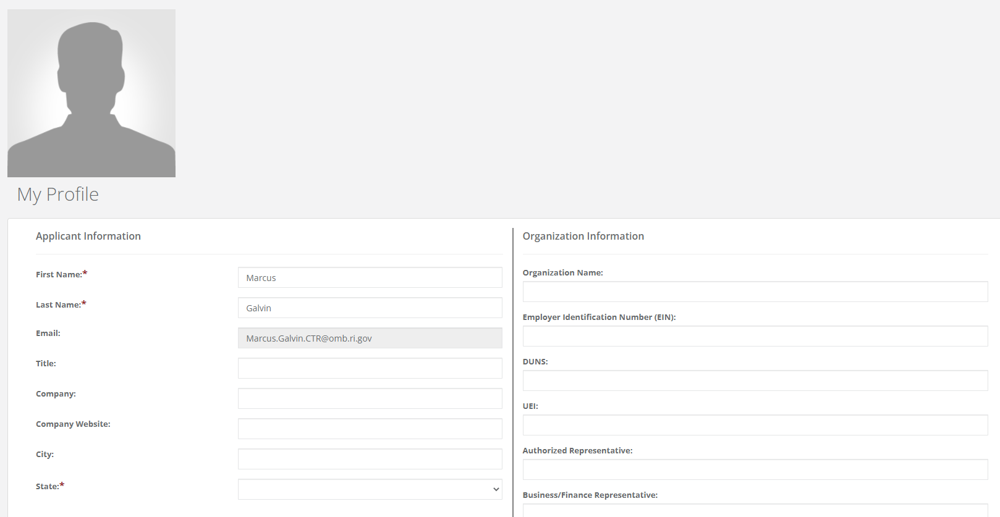 My Profile
Applicant Information
First Name:*
Marcus
Last Name:*
Galvin
Email:
Marcus.Galvin.CTR@omb.ri.gov
Title:
Company:
Company Website:
City:
State:*
Organization Information
Organization Name:
Employer Identification Number (EIN):
DUNS:
UEI:
Authorized Representative:
Business/Finance Representative: